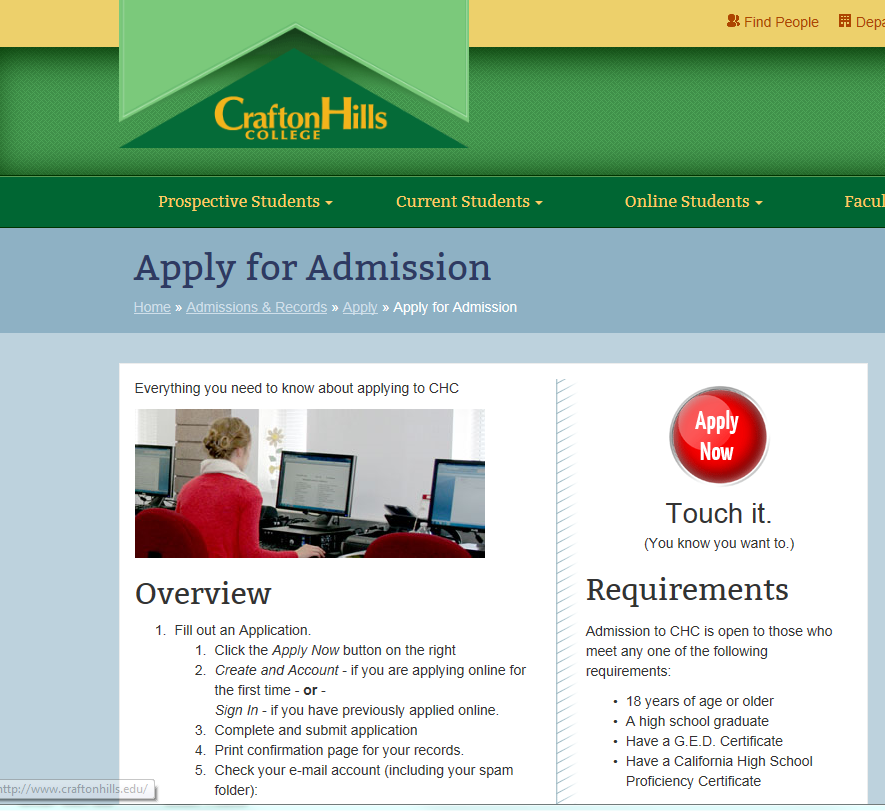 Find People
CraftonHills
COLLEGE
Prospective Students
Current Students
Online Students
Apply for Admission
Home » Admissions & Records » Apply » Apply for Admission
Everything you need to know about applying to CHC
Overview
1. Fill out an Application.
1. Click the Apply Now button on the right
2. Create and Account - if you are applying online for
the first time - or -
Sign In - if you have previously applied online.
3. Complete and submit application
4. Print confirmation page for your records.
5. Check your e-mail account (including your spam
folder):
Apply
Now
Touch it.
(You know you want to.)
Requirements
Admission to CHC is open to those who
meet any one of the following
requirements:
• 18 years of age or older
• A high school graduate
• Have a G.E.D. Certificate
• Have a California High School
Proficiency Certificate
http://www.craftonhills.edu/